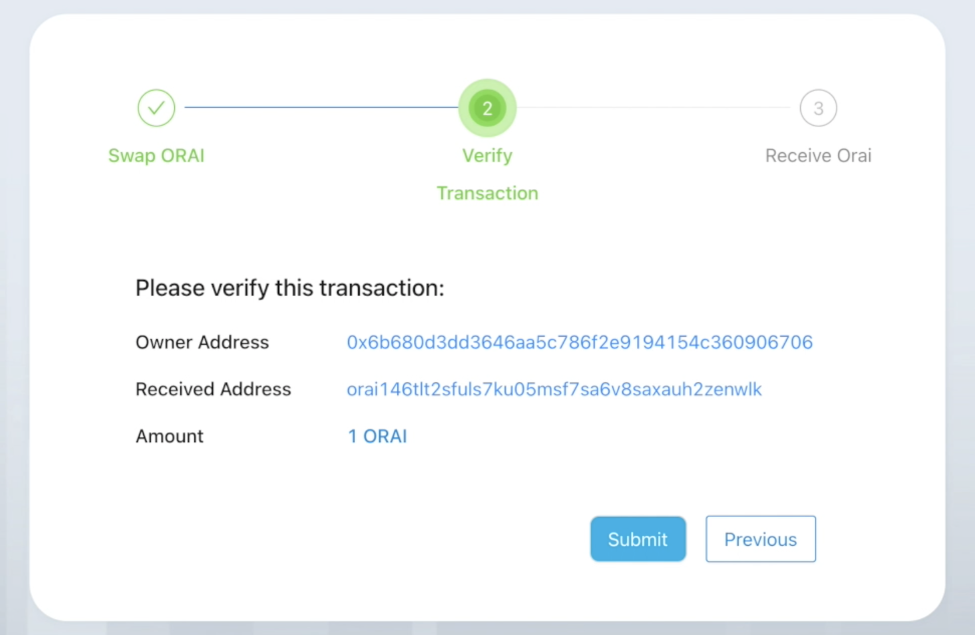 2
3
Swap ORAI
Verify
Transaction
Receive Orai
Please verify this transaction:
Owner Address 0x6b680d3dd3646aa5c786f2e9194154c360906706
Received Address orai146tlt2sfuls7ku05msf7sa6v8saxauh2zenwlk
Amount 1 ORAI
Submit Previous